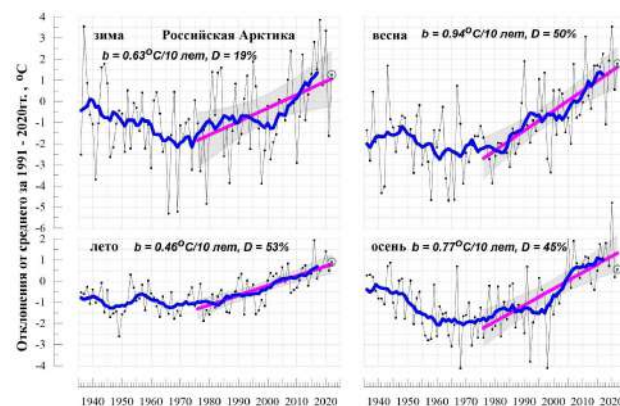 зима Российская Арктика
b = 0.63°C/10 лет, D = 19%
весна
b = 0.94°C/10 лет, D = 50%
Отклонения от среднего за 1991 - 2020гг. , °C
4
3
2
1
0
-1
-2
-3
-4
-5
-6
лето
b = 0.46°C/10 лет, D = 53%
осень b = 0.77°C/10 лет, D = 45%
2
1
0
-1
-2
-3
-4
1940 1950 1960 1970 1980 1990 2000 2010 2020
1940 1950 1960 1970 1980 1990 2000 2010 2020